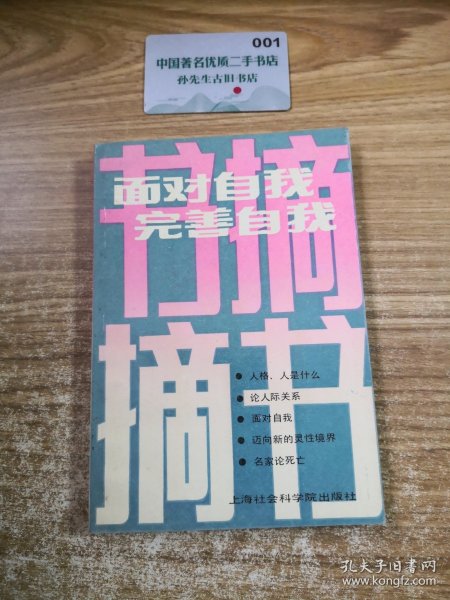 001
中国著名优质二手书店
孙先生古旧书店
书摘
面对自我
完善自我
摘书
人格、人是什么
论人际关系
面对自我
迈向新的灵性境界
名家论死亡
上海社会科学院出版社
孔夫子旧书网
www.kongfz.com